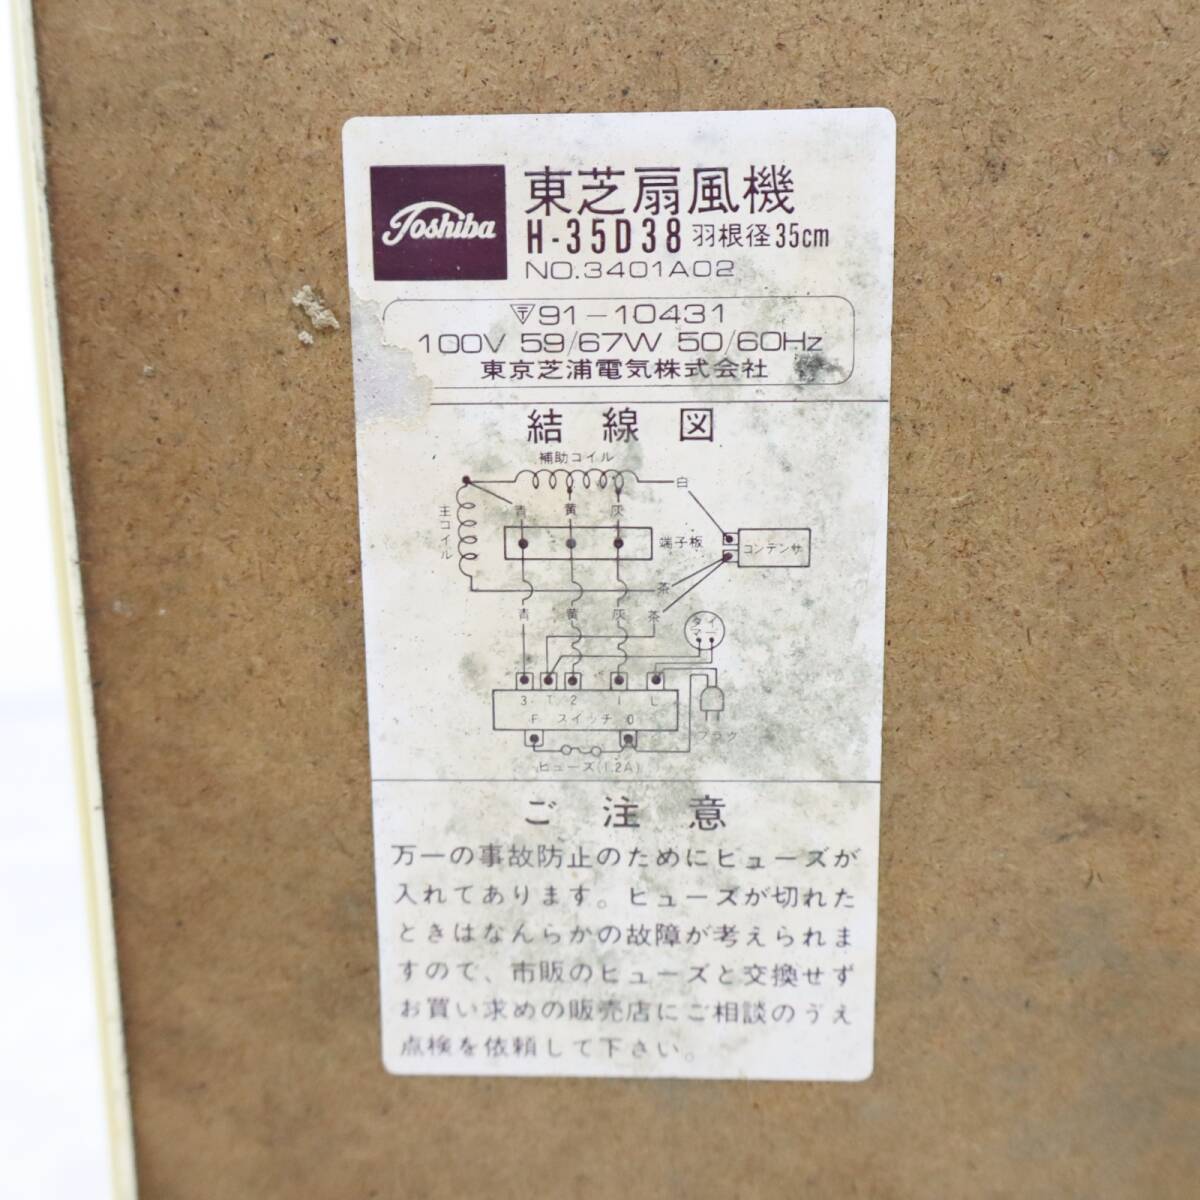 Toshiba
東芝扇風機
H-35D38 羽根径35cm
NO.3401A02
〒91-10431
100V 59/67W 50/60Hz
東京芝浦電気株式会社
結線図
補助コイル
白
主コイル
青 黄 灰
端子板
コンデンサ
茶
青 黄 灰 茶
タイマー
3 T 2 1 L
F スイッチ 0
プラグ
ヒューズ(1.2A)
ご注意
万一の事故防止のためにヒューズが
入れてあります。ヒューズが切れた
ときはなんらかの故障が考えられま
すので、市販のヒューズと交換せず
お買い求めの販売店にご相談のうえ
点検を依頼して下さい。